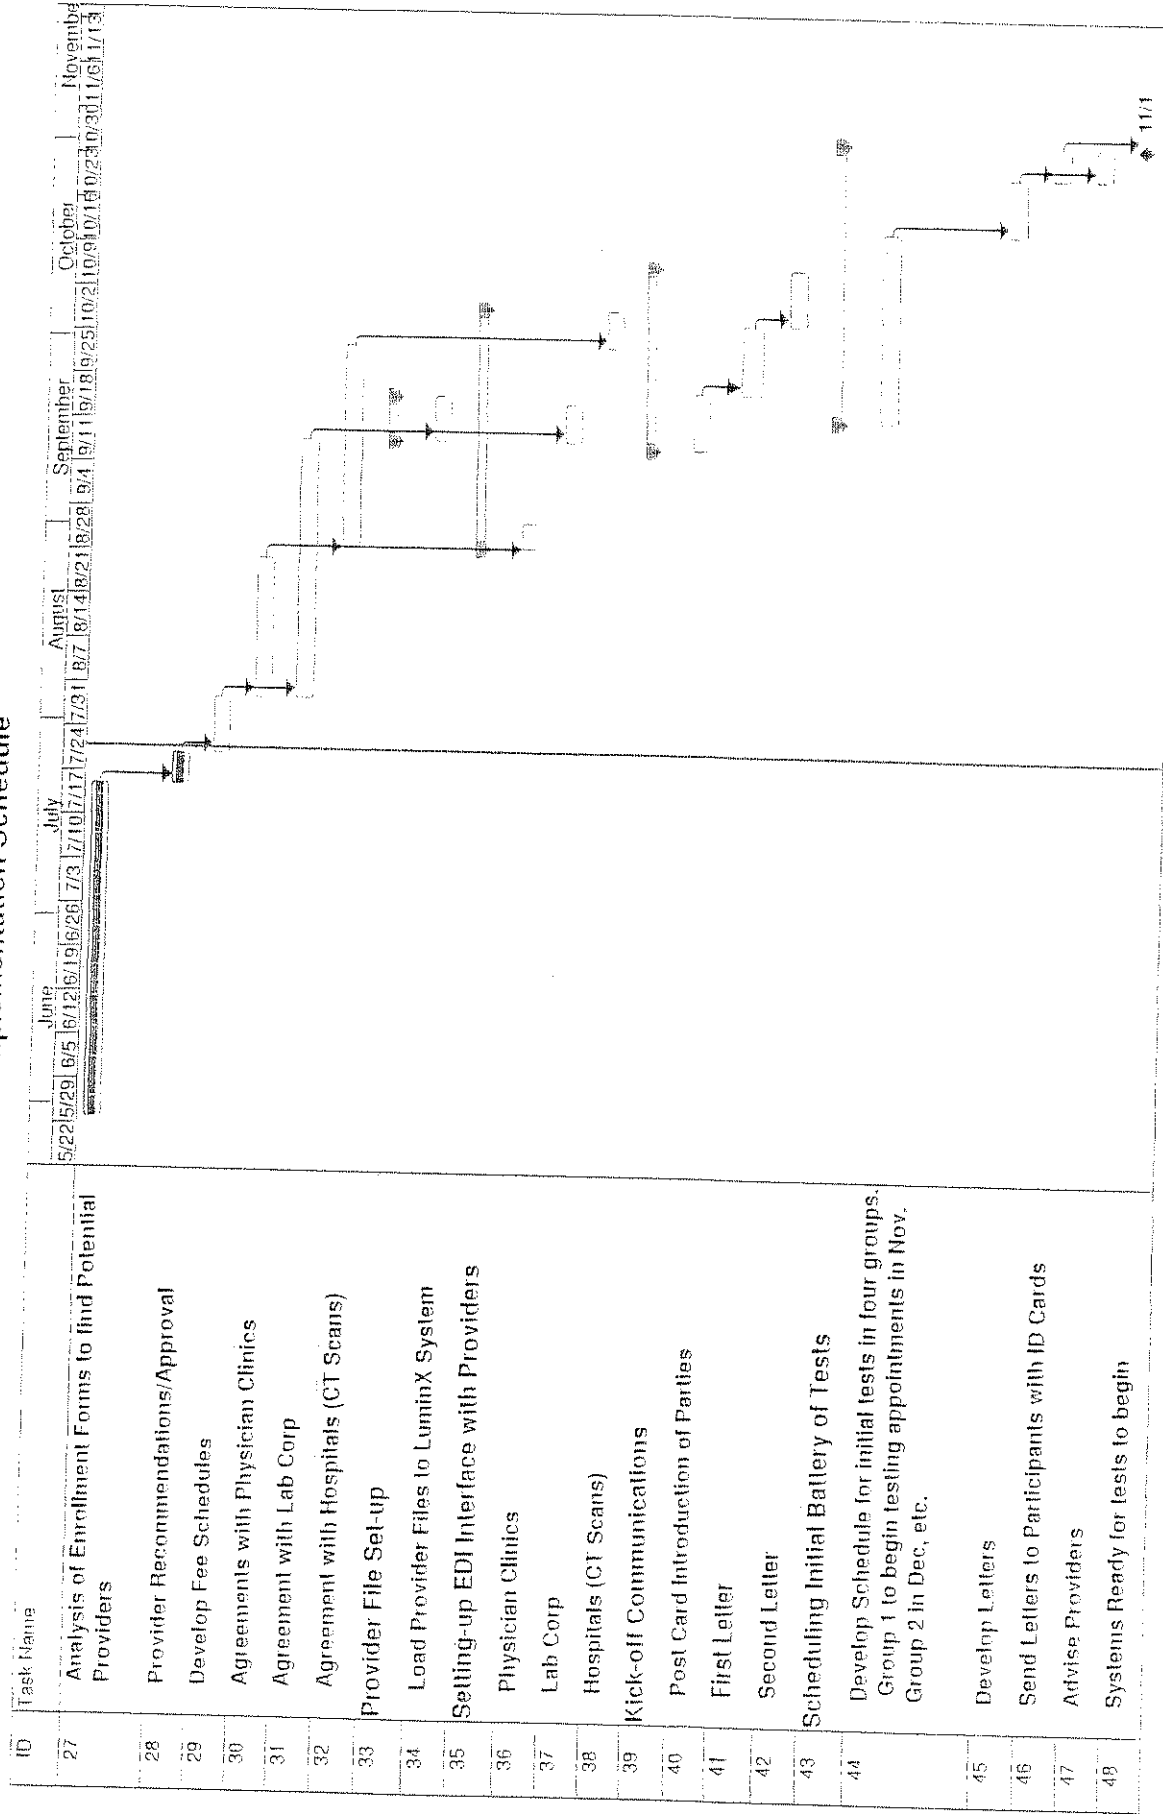 Schedule
ID Task Name
June July August September October Novembe
5/22 5/29 6/5 6/12 6/19 6/26 7/3 7/10 7/17 7/24 7/31 8/7 8/14 8/21 8/28 9/4 9/11 9/18 9/25 10/2 10/9 10/16 10/23 10/30 11/6 11/13
27 Analysis of Enrollment Forms to find Potential
Providers
28 Provider Recommendations/Approval
29 Develop Fee Schedules
30 Agreements with Physician Clinics
31 Agreement with Lab Corp
32 Agreement with Hospitals (CT Scans)
33 Provider File Set-up
34 Load Provider Files to LuminX System
35 Setting-up EDI Interface with Providers
36 Physician Clinics
37 Lab Corp
38 Hospitals (CT Scans)
39 Kick-off Communications
40 Post Card Introduction of Parties
41 First Letter
42 Second Letter
43 Scheduling Initial Battery of Tests
44 Develop Schedule for initial tests in four groups.
Group 1 to begin testing appointments in Nov,
Group 2 in Dec, etc.
45 Develop Letters
46 Send Letters to Participants with ID Cards
47 Advise Providers
48 Systems Ready for tests to begin
11/1